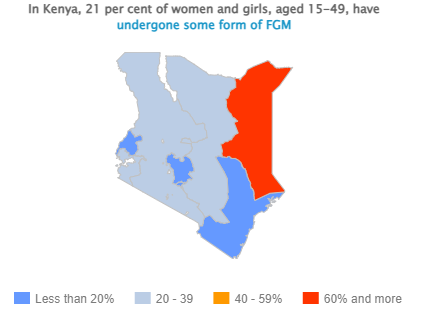 In Kenya, 21 per cent of women and girls, aged 15-49, have
undergone some form of FGM
Less than 20% 20 - 39 40 - 59% 60% and more